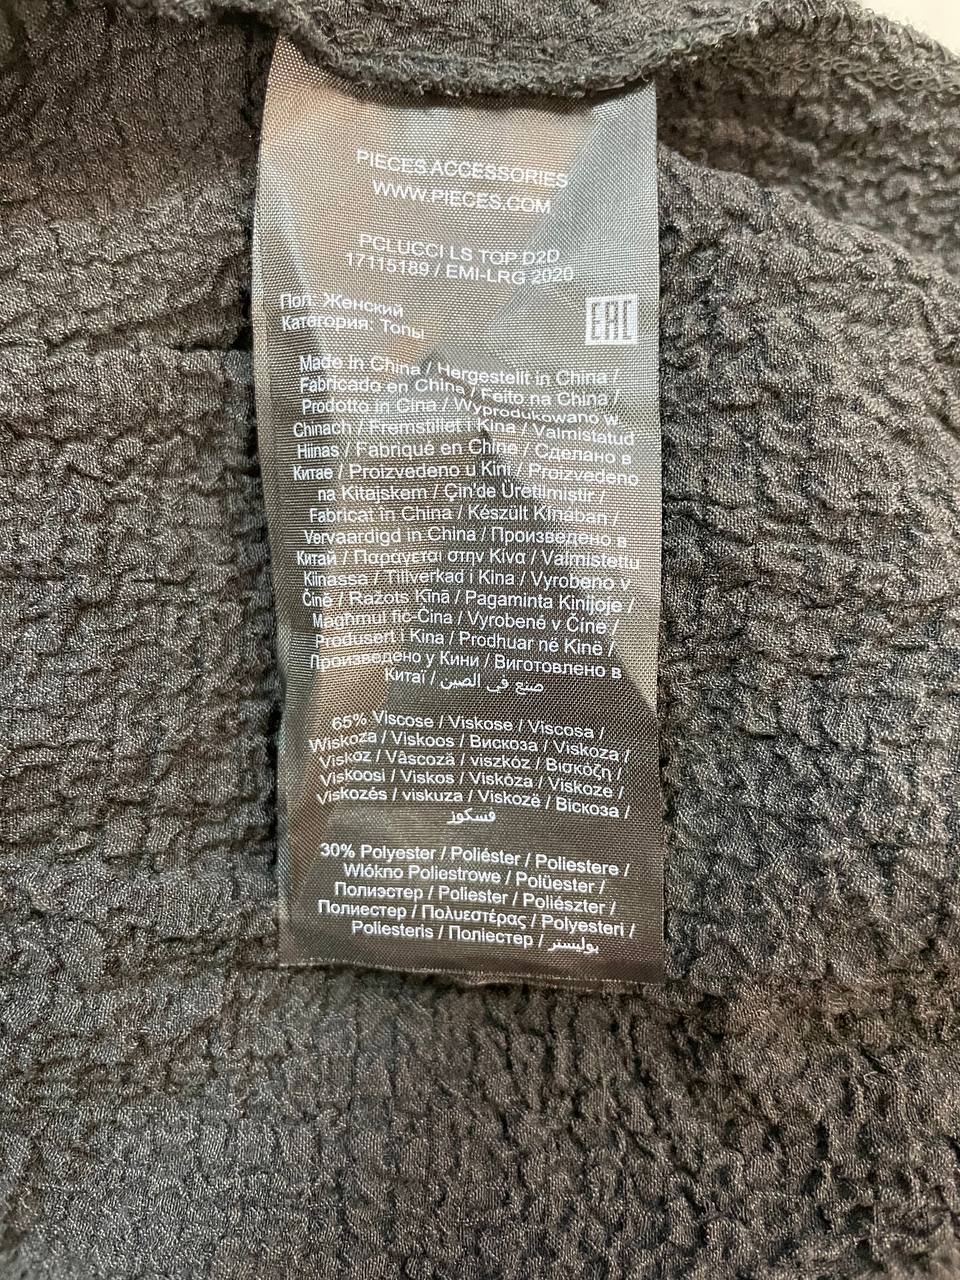 PIECES ACCESSORIES
WWW.PIECES.COM
PCLUCCI LS TOP D2D
17115189 / EMI-LRG 2020
Пол: Женский
Категория: Топы
EAC
Made in China / Hergestellt in China /
Fabricado en China / Feito na China /
Prodotto in Cina / Wyprodukowano w
Chinach / Fremstillet i Kina / Valmistatud
Hiinas / Fabriqué en Chine / Сделано в
Китае / Proizvedeno u Kini / Proizvedeno
na Kitajskem / Çin'de Üretilmistir /
Fabricat in China / Készült Kínában /
Vervaardigd in China / Произведено в
Китай / Παράγεται στην Κίνα / Valmistettu
Kiinassa / Tillverkad i Kina / Vyrobeno v
Číně / Ražots Ķīnā / Pagaminta Kinijoje /
Maghmul fic-Ċina / Vyrobené v Číne /
Produsert i Kina / Prodhuar në Kinë /
Произведено у Кини / Виготовлено в
Китаї / صنع في الصين
65% Viscose / Viskose / Viscosa /
Wiskoza / Viskoos / Вискоза / Viskoza /
Viskoz / Vâscoză / viszkóz / Βισκόζη /
Viskoosi / Viskos / Viskòza / Viskoze /
Viskozės / viskuza / Viskozë / Віскоза /
فسكوز
30% Polyester / Poliéster / Poliestere /
Wlókno Poliestrowe / Polüester /
Полиэстер / Poliester / Poliészter /
Полиестер / Πολυεστέρας / Polyesteri /
Poliesteris / Поліестер / بوليستر